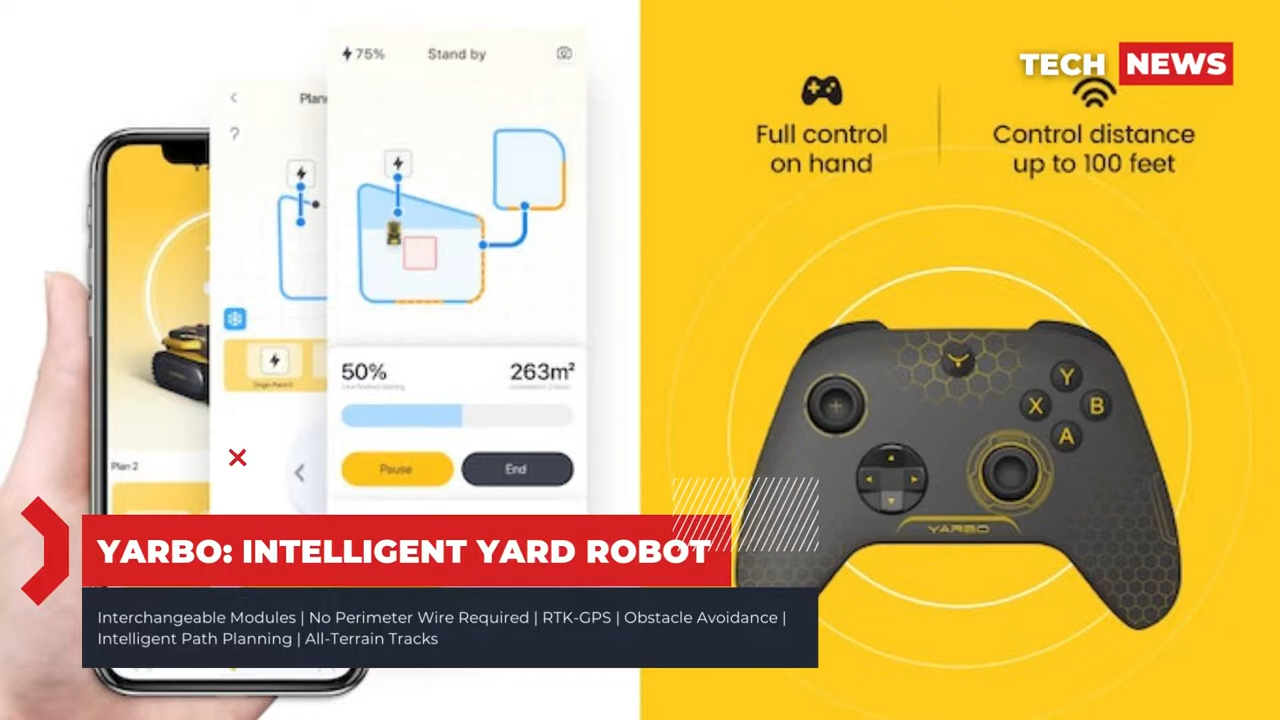 TECH NEWS
75%
Stand by
Plan
?
50%
263m²
Pause
End
Plan 2
Full control
on hand
Control distance
up to 100 feet
Y
X
B
A
YARBO
YARBO: INTELLIGENT YARD ROBOT
Interchangeable Modules | No Perimeter Wire Required | RTK-GPS | Obstacle Avoidance |
Intelligent Path Planning | All-Terrain Tracks